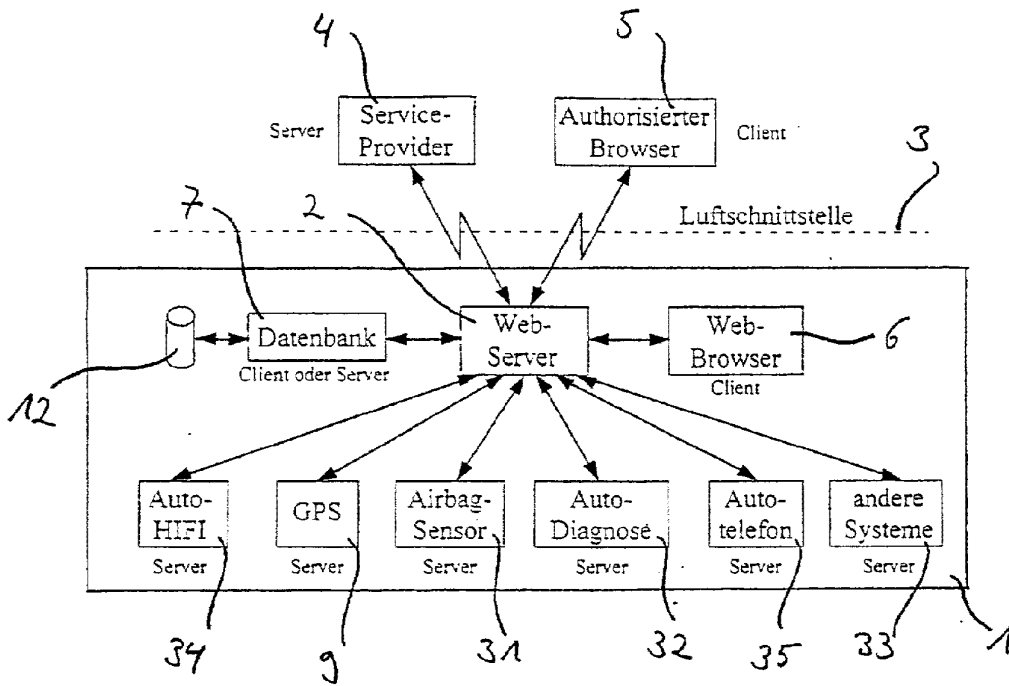 4
5
Server
Service-
Provider
Authorisierter
Browser
Client
3
7
2
Luftschnittstelle
Datenbank
Client oder Server
Web-
Server
Web-
Browser
Client
6
12
Auto-
HIFI
Server
GPS
Server
Airbag-
Sensor
Server
Auto-
Diagnose
Server
Auto-
telefon
Server
andere
Systeme
Server
34
9
31
32
35
33
1